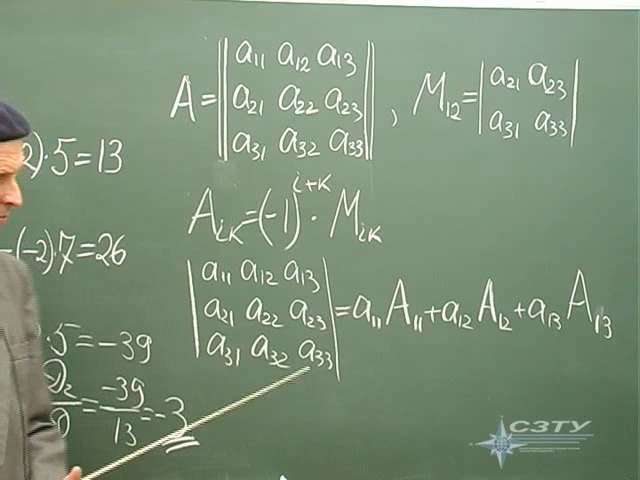 A = ‖a₁₁ a₁₂ a₁₃‖, M₁₂ = |a₂₁ a₂₃|
‖a₂₁ a₂₂ a₂₃‖ |a₃₁ a₃₃|
‖a₃₁ a₃₂ a₃₃‖
2)·5=13
Aᵢₖ=(-1)ⁱ⁺ᴷ · Mᵢₖ
-(-2)·7=26
|a₁₁ a₁₂ a₁₃|
|a₂₁ a₂₂ a₂₃| = a₁₁A₁₁+a₁₂A₁₂+a₁₃A₁₃
|a₃₁ a₃₂ a₃₃|
·5=-39
= -39/13 = -3
СЗТУ